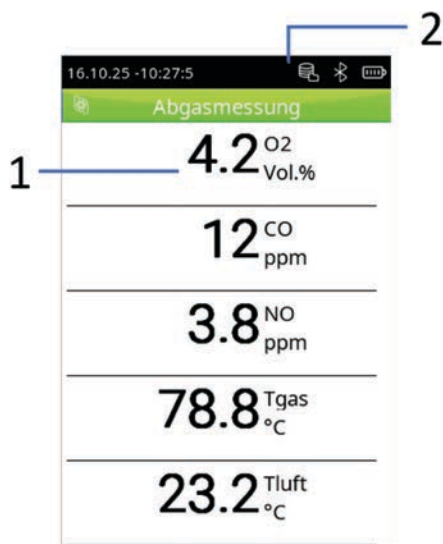 2
16.10.25 -10:27:5
Abgasmessung
1
4.2 O2 Vol.%
12 CO ppm
3.8 NO ppm
78.8 Tgas °C
23.2 Tluft °C